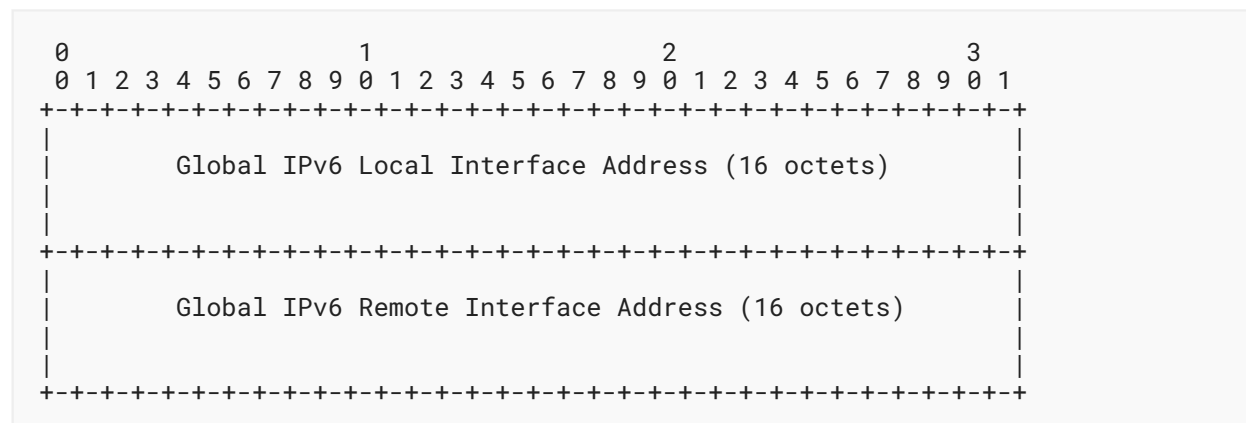 0                   1                   2                   3
 0 1 2 3 4 5 6 7 8 9 0 1 2 3 4 5 6 7 8 9 0 1 2 3 4 5 6 7 8 9 0 1
+-+-+-+-+-+-+-+-+-+-+-+-+-+-+-+-+-+-+-+-+-+-+-+-+-+-+-+-+-+-+-+-+
|                                                               |
|        Global IPv6 Local Interface Address (16 octets)        |
|                                                               |
|                                                               |
+-+-+-+-+-+-+-+-+-+-+-+-+-+-+-+-+-+-+-+-+-+-+-+-+-+-+-+-+-+-+-+-+
|                                                               |
|        Global IPv6 Remote Interface Address (16 octets)       |
|                                                               |
|                                                               |
+-+-+-+-+-+-+-+-+-+-+-+-+-+-+-+-+-+-+-+-+-+-+-+-+-+-+-+-+-+-+-+-+